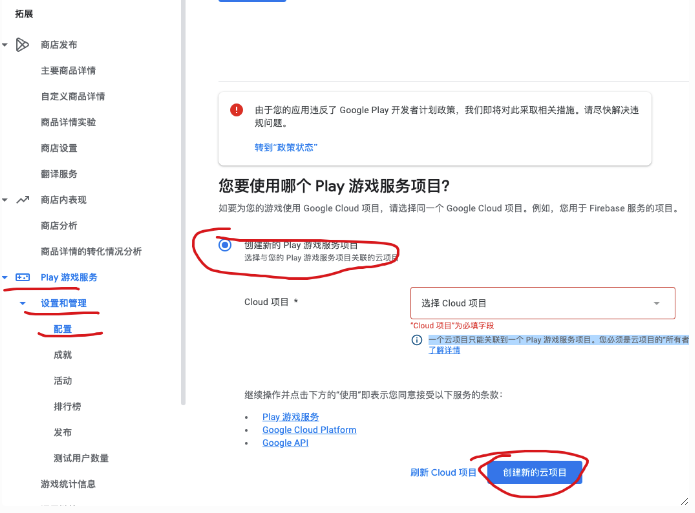 拓展
商店发布
主要商品详情
自定义商品详情
商品详情实验
商店设置
翻译服务
商店内表现
商店分析
商品详情的转化情况分析
Play 游戏服务
设置和管理
配置
成就
活动
排行榜
发布
测试用户数量
游戏统计信息
由于您的应用违反了 Google Play 开发者计划政策，我们即将对此采取相关措施。请尽快解决违
规问题。
转到“政策状态”
您要使用哪个 Play 游戏服务项目？
如要为您的游戏使用 Google Cloud 项目，请选择同一个 Google Cloud 项目。例如，您用于 Firebase 服务的项目。
创建新的 Play 游戏服务项目
选择与您的 Play 游戏服务项目关联的云项目
Cloud 项目 *
选择 Cloud 项目
“Cloud 项目”为必填字段
一个云项目只能关联到一个 Play 游戏服务项目。您必须是云项目的“所有者
了解详情
继续操作并点击下方的“使用”即表示您同意接受以下服务的条款：
• Play 游戏服务
• Google Cloud Platform
• Google API
刷新 Cloud 项目
创建新的云项目